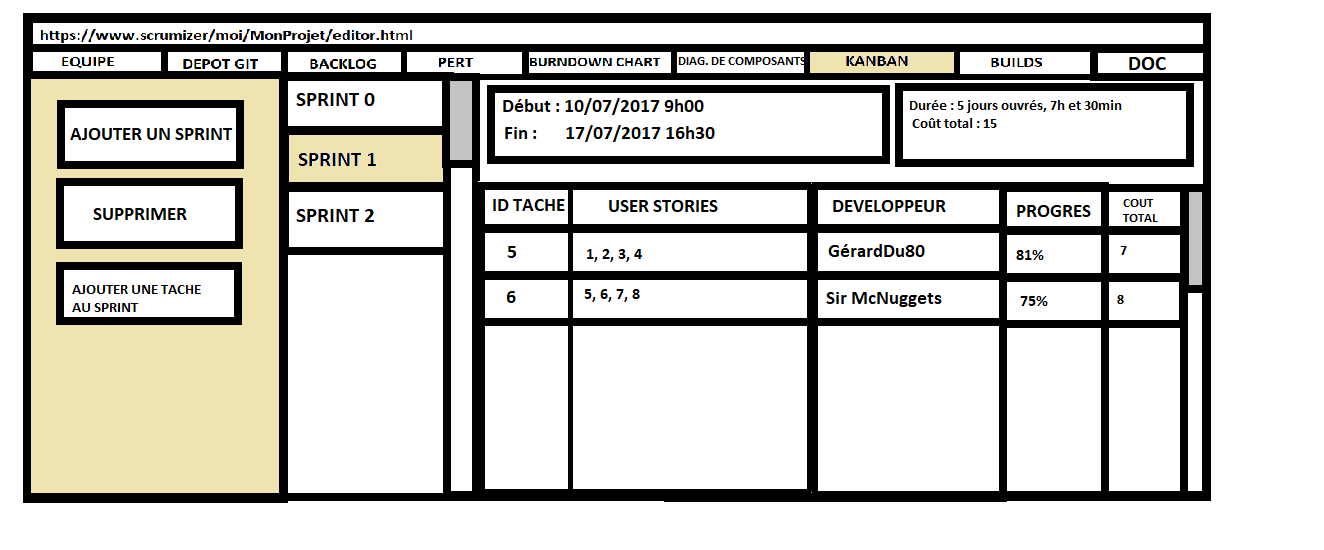 https://www.scrumizer/moi/MonProjet/editor.html
EQUIPE
DEPOT GIT
BACKLOG
PERT
BURNDOWN CHART
DIAG. DE COMPOSANTS
KANBAN
BUILDS
DOC
AJOUTER UN SPRINT
SUPPRIMER
AJOUTER UNE TACHE
AU SPRINT
SPRINT 0
SPRINT 1
SPRINT 2
Début : 10/07/2017 9h00
Fin : 17/07/2017 16h30
Durée : 5 jours ouvrés, 7h et 30min
Coût total : 15
ID TACHE
USER STORIES
DEVELOPPEUR
PROGRES
COUT
TOTAL
5
1, 2, 3, 4
GérardDu80
81%
7
6
5, 6, 7, 8
Sir McNuggets
75%
8